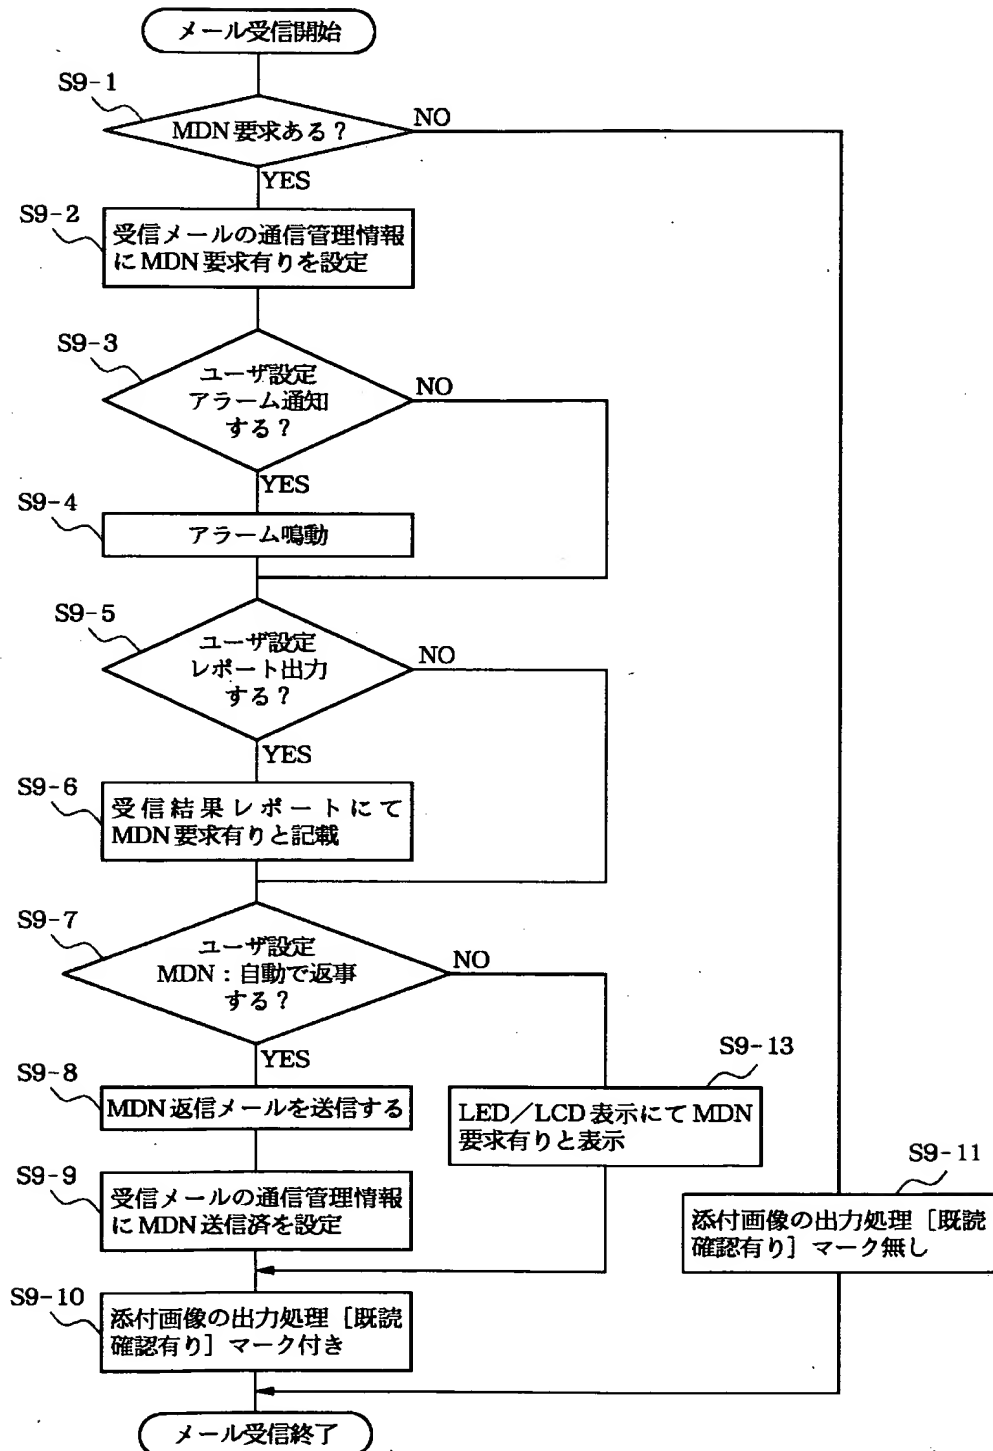 メール受信開始
S9-1
MDN要求ある？
NO
YES
S9-2
受信メールの通信管理情報
にMDN要求有りを設定
S9-3
ユーザ設定
アラーム通知
する？
NO
YES
S9-4
アラーム鳴動
S9-5
ユーザ設定
レポート出力
する？
NO
YES
S9-6
受信結果レポートにて
MDN要求有りと記載
S9-7
ユーザ設定
MDN：自動で返事
する？
NO
YES
S9-8
MDN返信メールを送信する
S9-13
LED／LCD表示にてMDN
要求有りと表示
S9-9
受信メールの通信管理情報
にMDN送信済を設定
S9-11
添付画像の出力処理［既読
確認有り］マーク無し
S9-10
添付画像の出力処理［既読
確認有り］マーク付き
メール受信終了